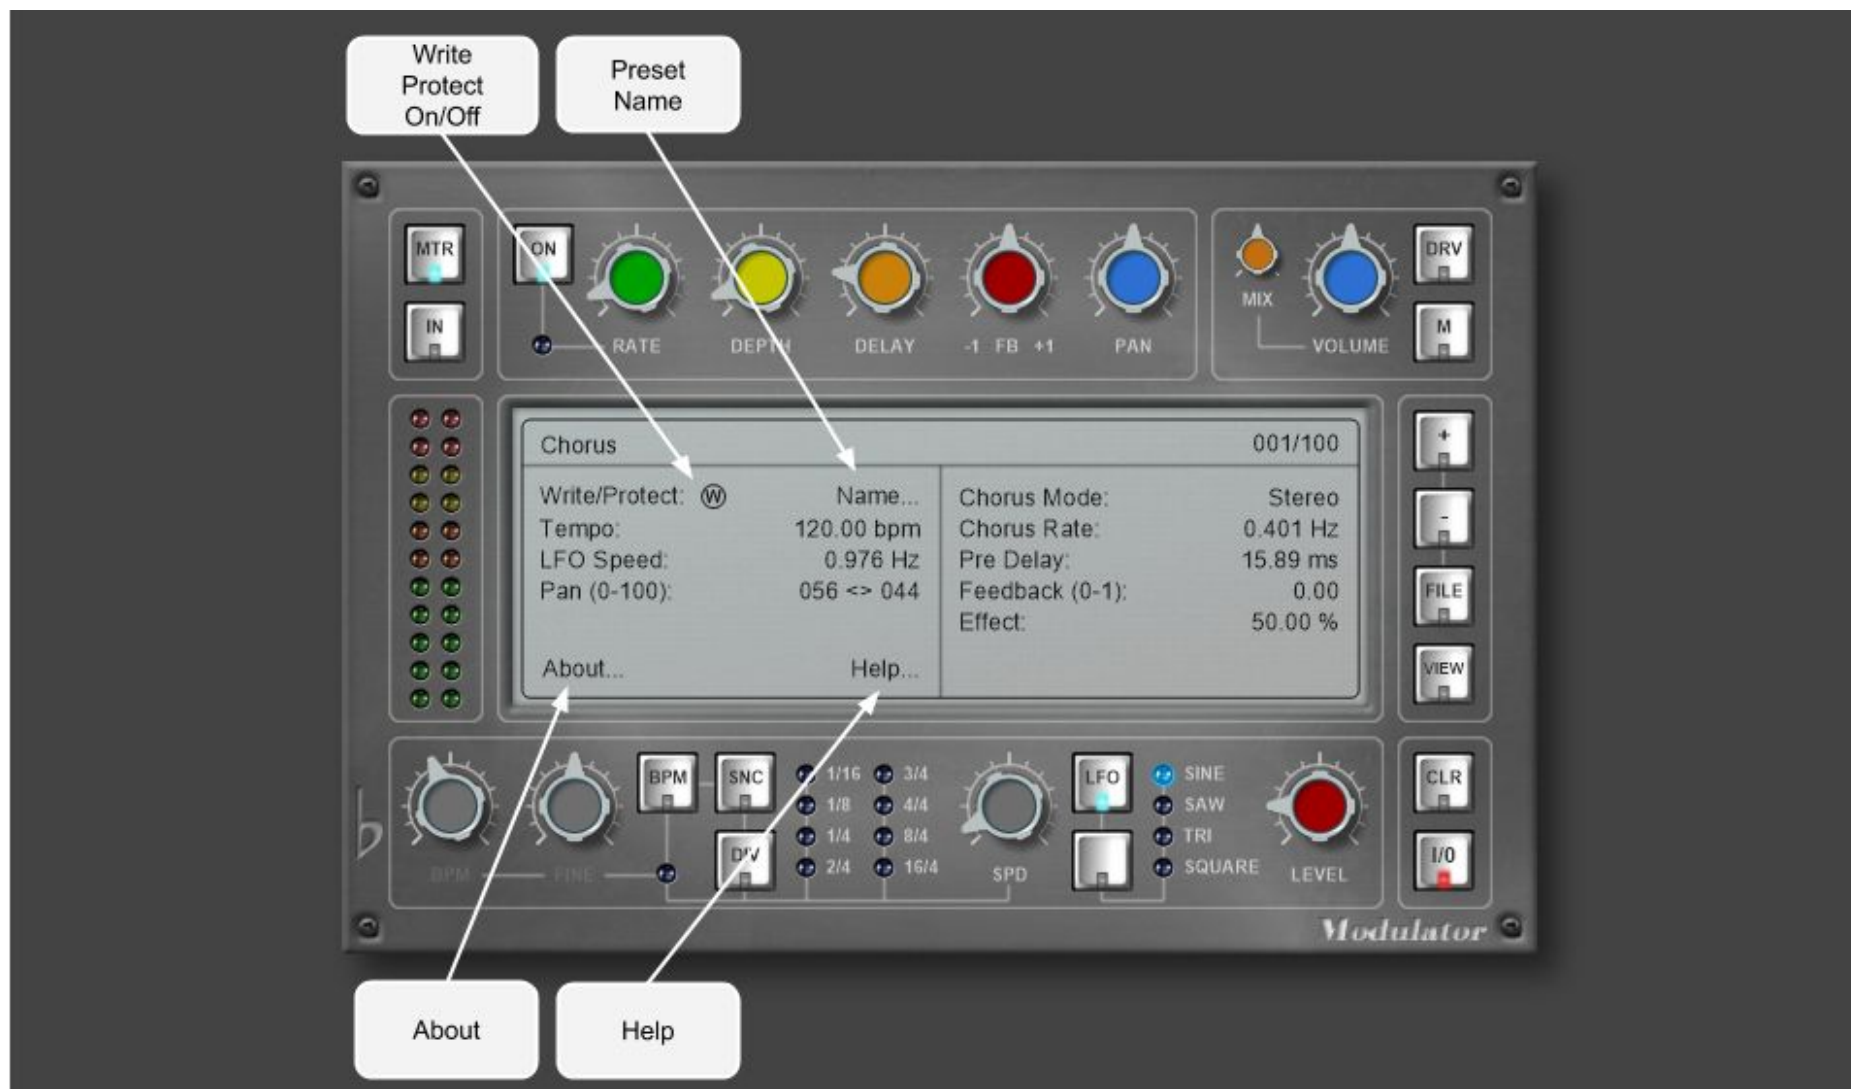 Write
Protect
On/Off
Preset
Name
MTR
ON
IN
RATE
DEPTH
DELAY
-1 FB +1
PAN
MIX
VOLUME
DRV
M
Chorus
001/100
Write/Protect: W
Name...
Tempo:
120.00 bpm
LFO Speed:
0.976 Hz
Pan (0-100):
056 <> 044
About...
Help...
Chorus Mode:
Stereo
Chorus Rate:
0.401 Hz
Pre Delay:
15.89 ms
Feedback (0-1):
0.00
Effect:
50.00 %
+
-
FILE
VIEW
BPM
FINE
BPM
SNC
DIV
1/16
1/8
1/4
2/4
3/4
4/4
8/4
16/4
SPD
LFO
SINE
SAW
TRI
SQUARE
LEVEL
CLR
I/0
Modulator
About
Help